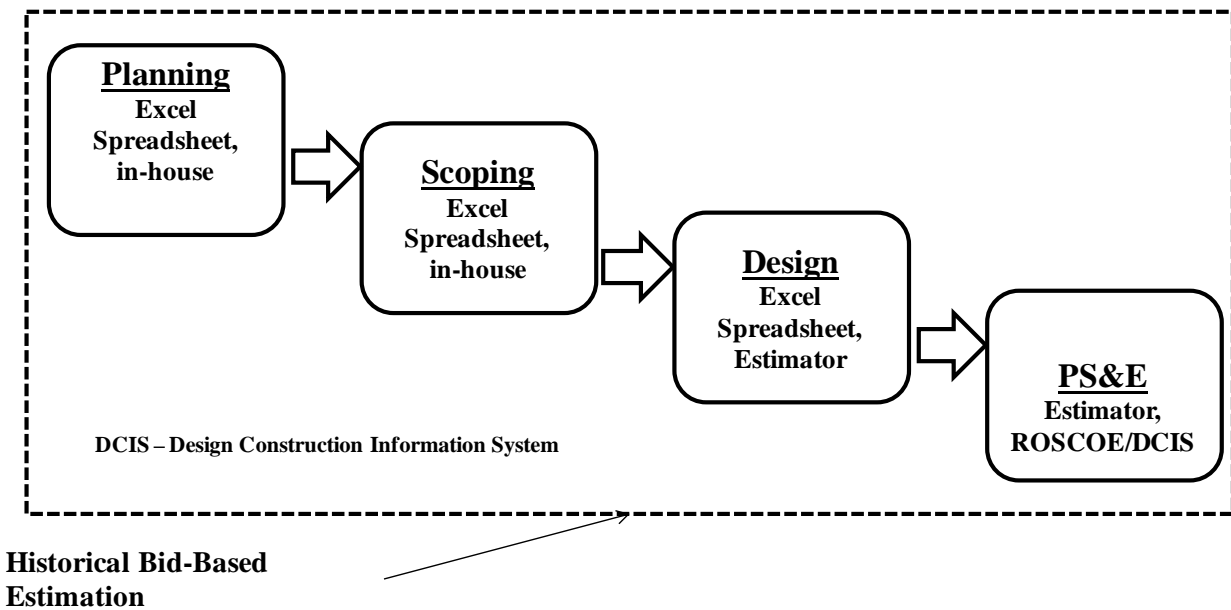 Planning
Excel
Spreadsheet,
in-house
Scoping
Excel
Spreadsheet,
in-house
Design
Excel
Spreadsheet,
Estimator
PS&E
Estimator,
ROSCOE/DCIS
DCIS – Design Construction Information System
Historical Bid-Based
Estimation